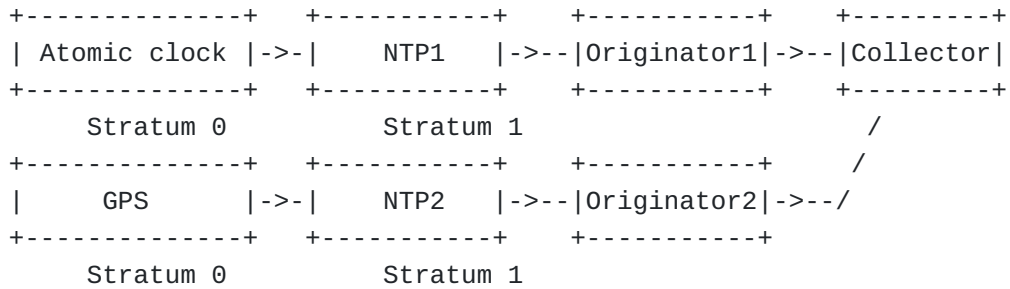 +--------------+   +-----------+     +-----------+    +---------+
| Atomic clock |->-|    NTP1   |->--|Originator1|->--|Collector|
+--------------+   +-----------+     +-----------+    +---------+
     Stratum 0          Stratum 1                       /
+--------------+   +-----------+     +-----------+     /
|      GPS     |->-|    NTP2   |->--|Originator2|->--/
+--------------+   +-----------+     +-----------+
     Stratum 0          Stratum 1